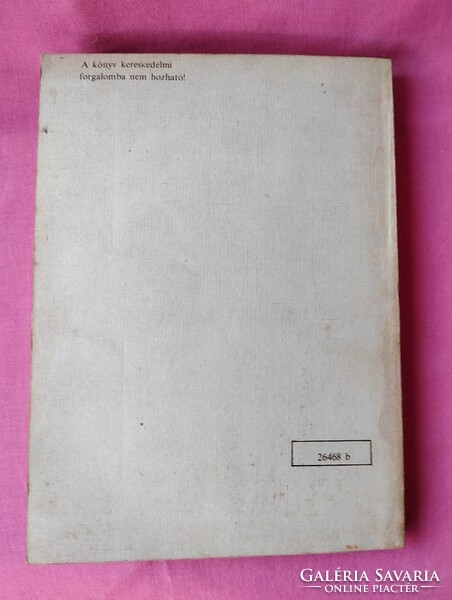 A könyv kereskedelmi
forgalomba nem hozható!
26468 b
GALÉRIA SAVARIA
ONLINE PIACTÉR